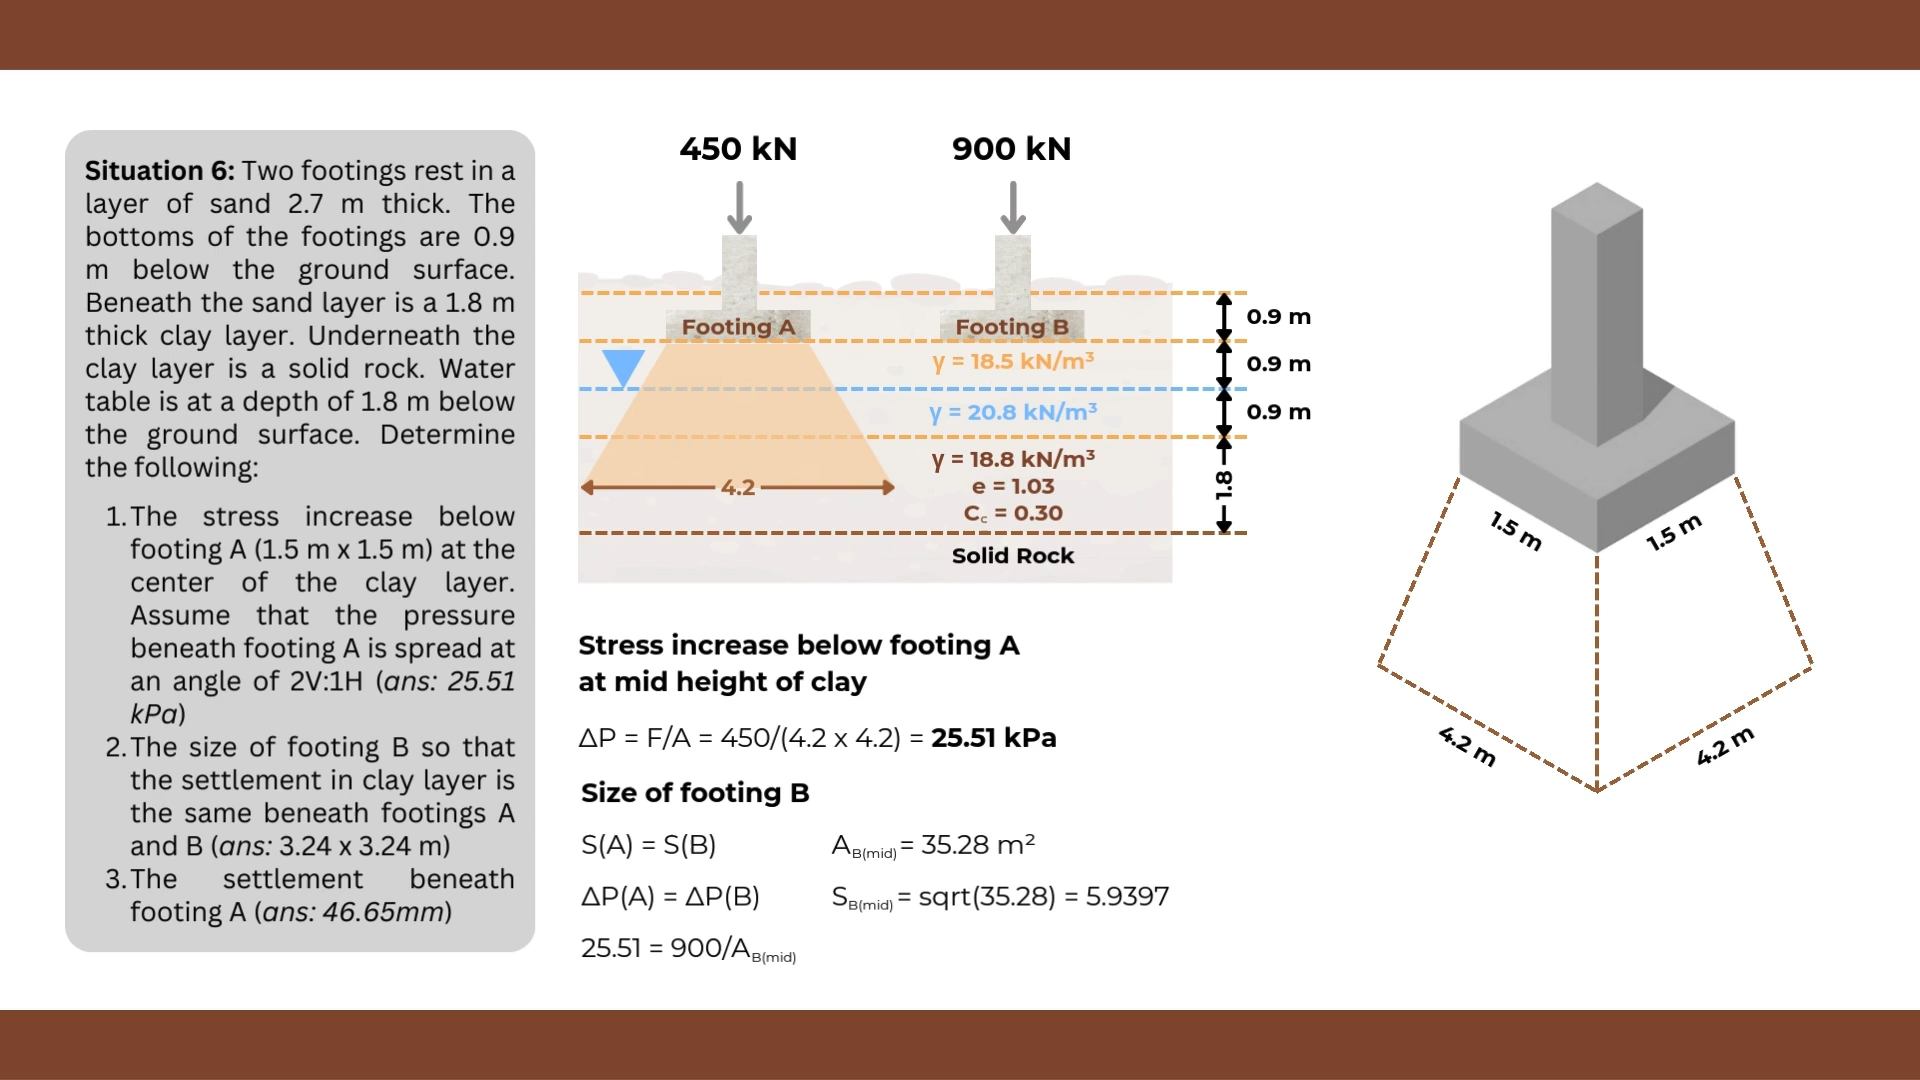 Situation 6: Two footings rest in a
layer of sand 2.7 m thick. The
bottoms of the footings are 0.9
m below the ground surface.
Beneath the sand layer is a 1.8 m
thick clay layer. Underneath the
clay layer is a solid rock. Water
table is at a depth of 1.8 m below
the ground surface. Determine
the following:
1. The stress increase below
footing A (1.5 m x 1.5 m) at the
center of the clay layer.
Assume that the pressure
beneath footing A is spread at
an angle of 2V:1H (ans: 25.51
kPa)
2. The size of footing B so that
the settlement in clay layer is
the same beneath footings A
and B (ans: 3.24 x 3.24 m)
3. The settlement beneath
footing A (ans: 46.65mm)
450 kN
900 kN
Footing A
Footing B
γ = 18.5 kN/m³
γ = 20.8 kN/m³
γ = 18.8 kN/m³
e = 1.03
C꜀ = 0.30
4.2
Solid Rock
0.9 m
0.9 m
0.9 m
1.8
Stress increase below footing A
at mid height of clay
ΔP = F/A = 450/(4.2 x 4.2) = 25.51 kPa
Size of footing B
S(A) = S(B)
ΔP(A) = ΔP(B)
25.51 = 900/A B(mid)
A B(mid) = 35.28 m²
S B(mid) = sqrt(35.28) = 5.9397
1.5 m
1.5 m
4.2 m
4.2 m